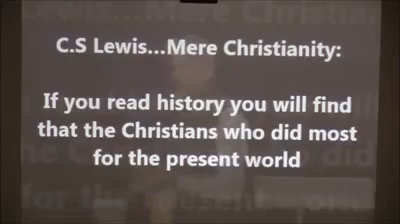 C.S Lewis...Mere Christianity:
If you read history you will find
that the Christians who did most
for the present world